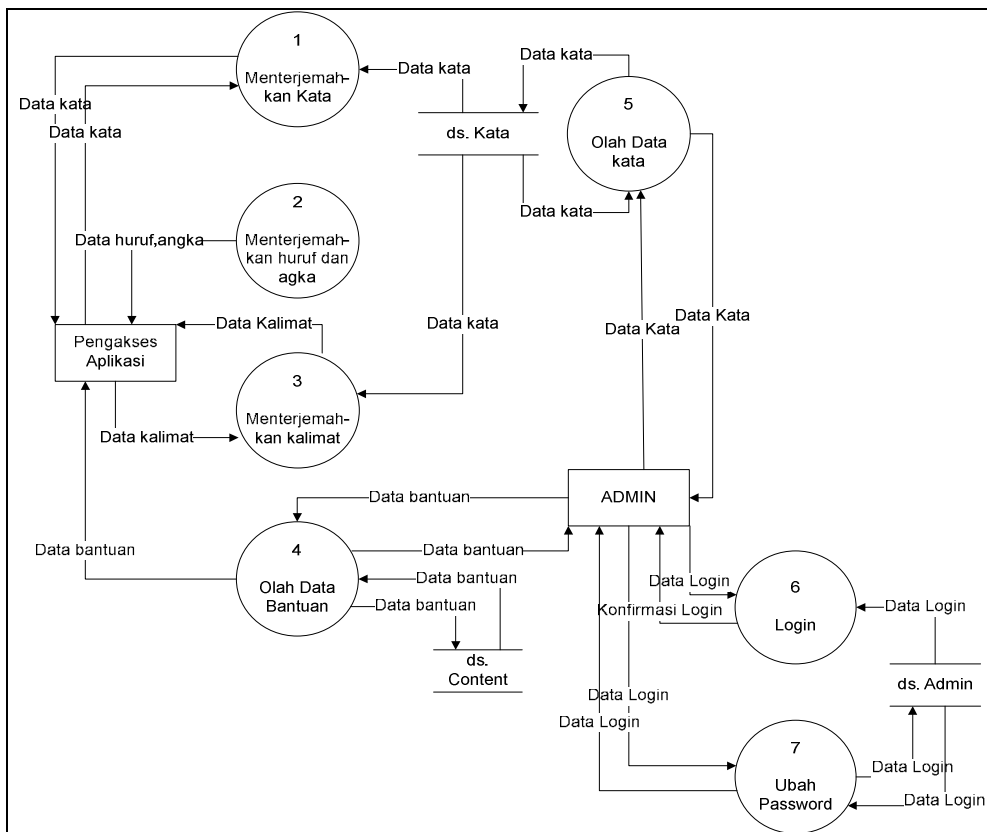 1
Menterjemah-
kan Kata
Data kata
Data kata
5
Olah Data
kata
Data kata
Data kata
ds. Kata
Data kata
2
Menterjemah-
kan huruf dan
agka
Data huruf,angka
Data Kalimat
Data kata
Data Kata
Data Kata
Pengakses
Aplikasi
3
Menterjemah-
kan kalimat
Data kalimat
ADMIN
Data bantuan
Data bantuan
Data bantuan
4
Olah Data
Bantuan
Data bantuan
Data bantuan
ds.
Content
Data Login
Konfirmasi Login
6
Login
Data Login
ds. Admin
Data Login
Data Login
7
Ubah
Password
Data Login
Data Login